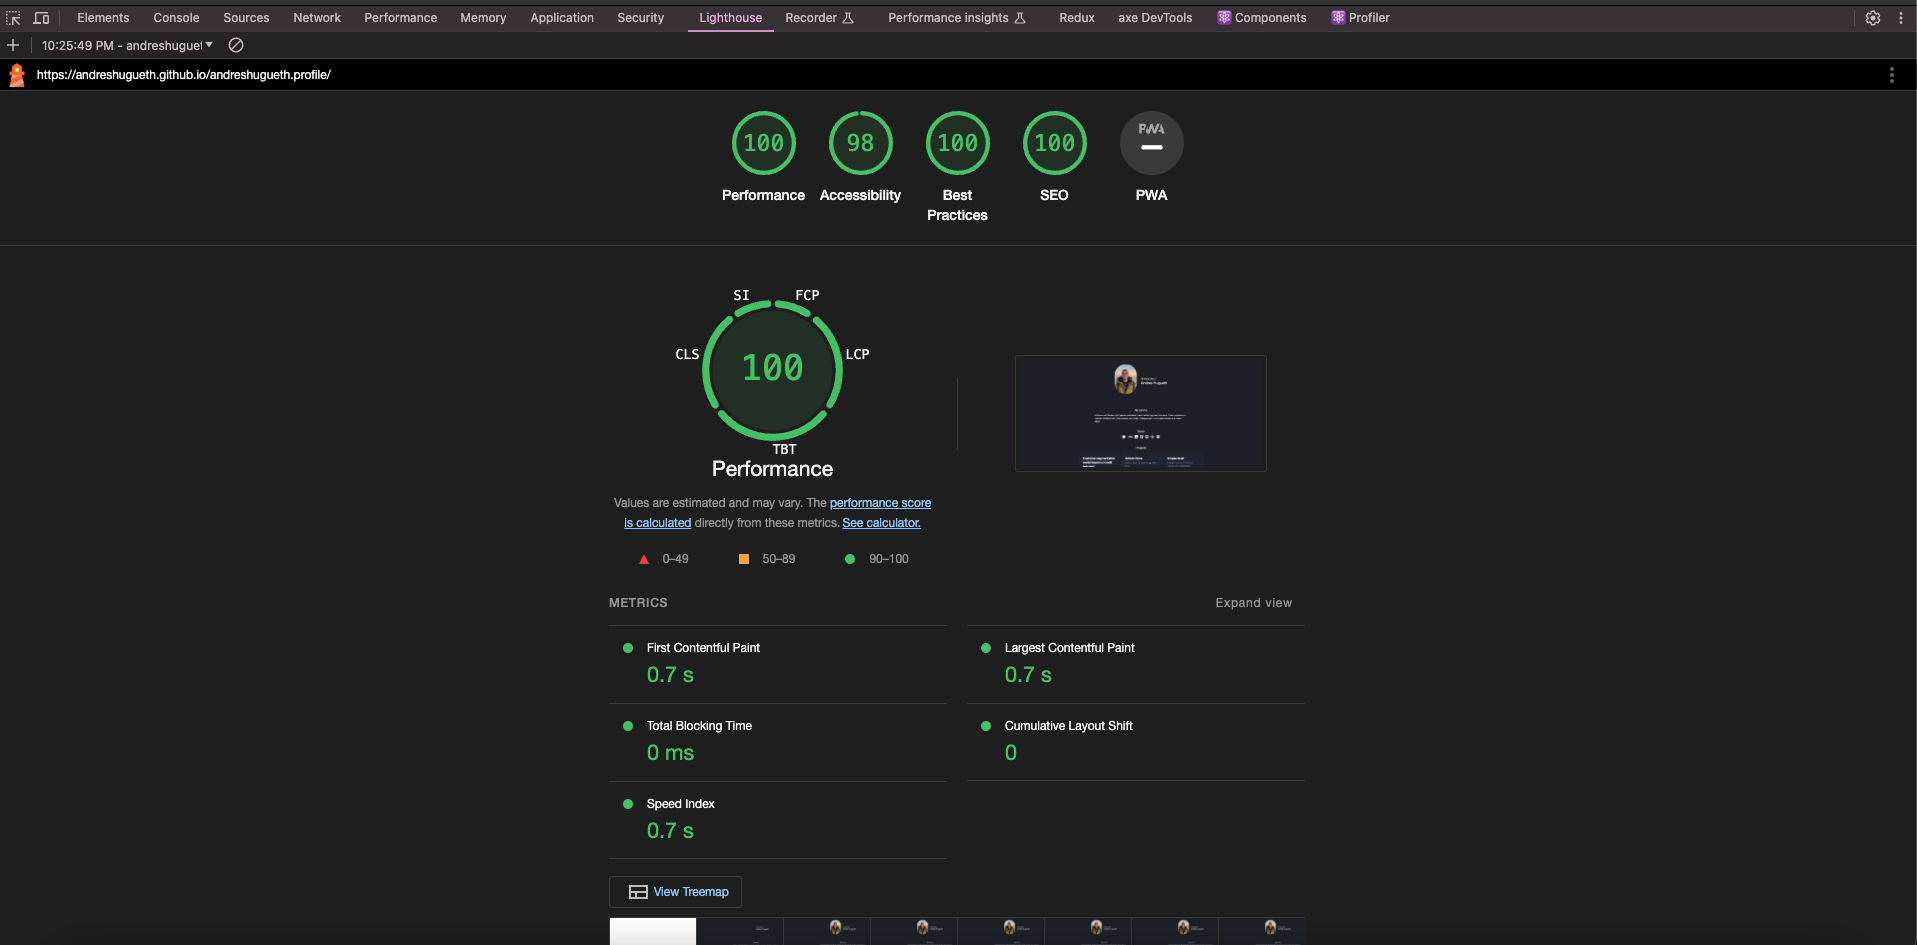 Elements Console Sources Network Performance Memory Application Security Lighthouse Recorder Performance insights Redux axe DevTools Components Profiler
10:25:49 PM - andreshuguet
https://andreshugueth.github.io/andreshugueth.profile/
100 98 100 100 PWA
Performance Accessibility Best Practices SEO PWA
SI FCP
CLS LCP
100
TBT
Performance
Values are estimated and may vary. The performance score
is calculated directly from these metrics. See calculator.
0–49 50–89 90–100
METRICS Expand view
First Contentful Paint
0.7 s
Largest Contentful Paint
0.7 s
Total Blocking Time
0 ms
Cumulative Layout Shift
0
Speed Index
0.7 s
View Treemap